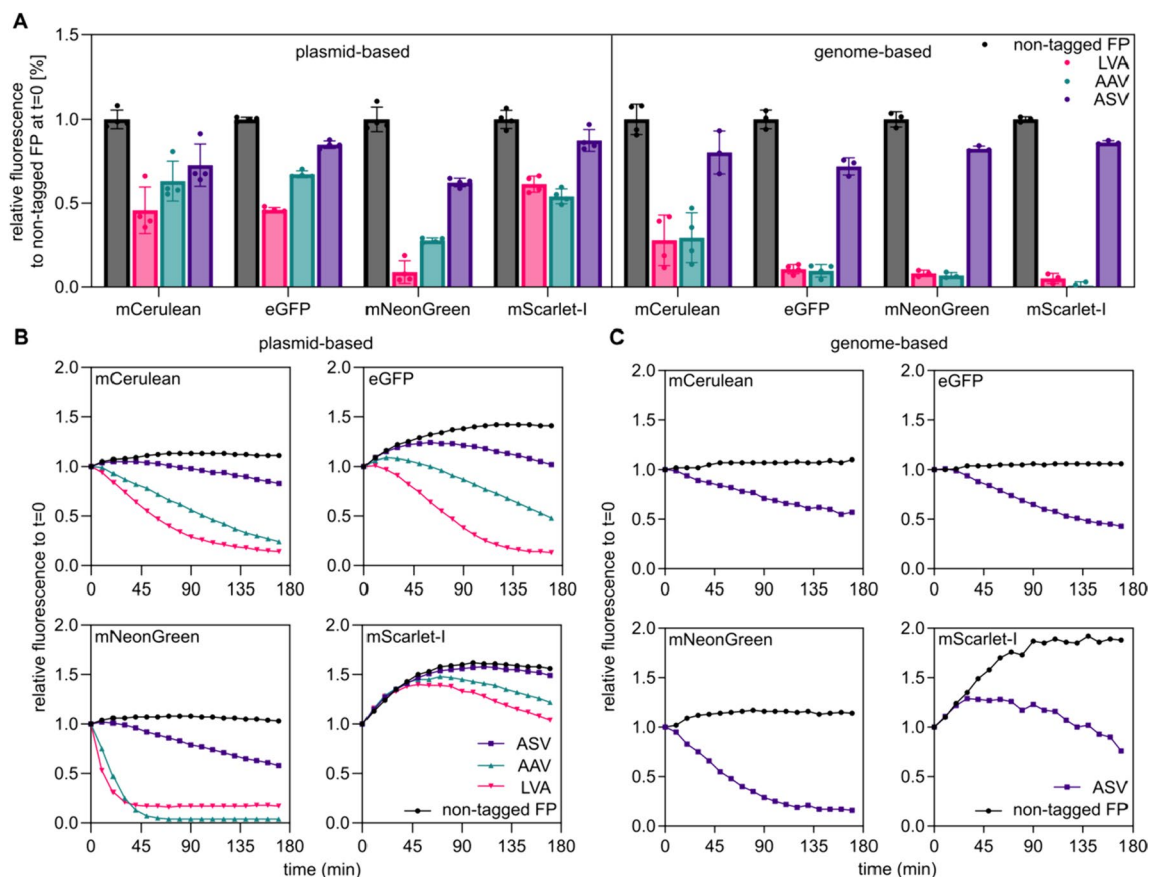 A
relative fluorescence
to non-tagged FP at t=0 [%]
1.5
1.0
0.5
0.0
plasmid-based
genome-based
non-tagged FP
LVA
AAV
ASV
mCerulean
eGFP
mNeonGreen
mScarlet-I
mCerulean
eGFP
mNeonGreen
mScarlet-I
B
plasmid-based
relative fluorescence to t=0
2.0
1.5
1.0
0.5
0.0
mCerulean
0 45 90 135 180
2.0
1.5
1.0
0.5
0.0
eGFP
0 45 90 135 180
2.0
1.5
1.0
0.5
0.0
mNeonGreen
0 45 90 135 180
time (min)
2.0
1.5
1.0
0.5
0.0
mScarlet-I
ASV
AAV
LVA
non-tagged FP
0 45 90 135 180
time (min)
C
genome-based
relative fluorescence to t=0
2.0
1.5
1.0
0.5
0.0
mCerulean
0 45 90 135 180
2.0
1.5
1.0
0.5
0.0
eGFP
0 45 90 135 180
2.0
1.5
1.0
0.5
0.0
mNeonGreen
0 45 90 135 180
time (min)
2.0
1.5
1.0
0.5
0.0
mScarlet-I
ASV
non-tagged FP
0 45 90 135 180
time (min)